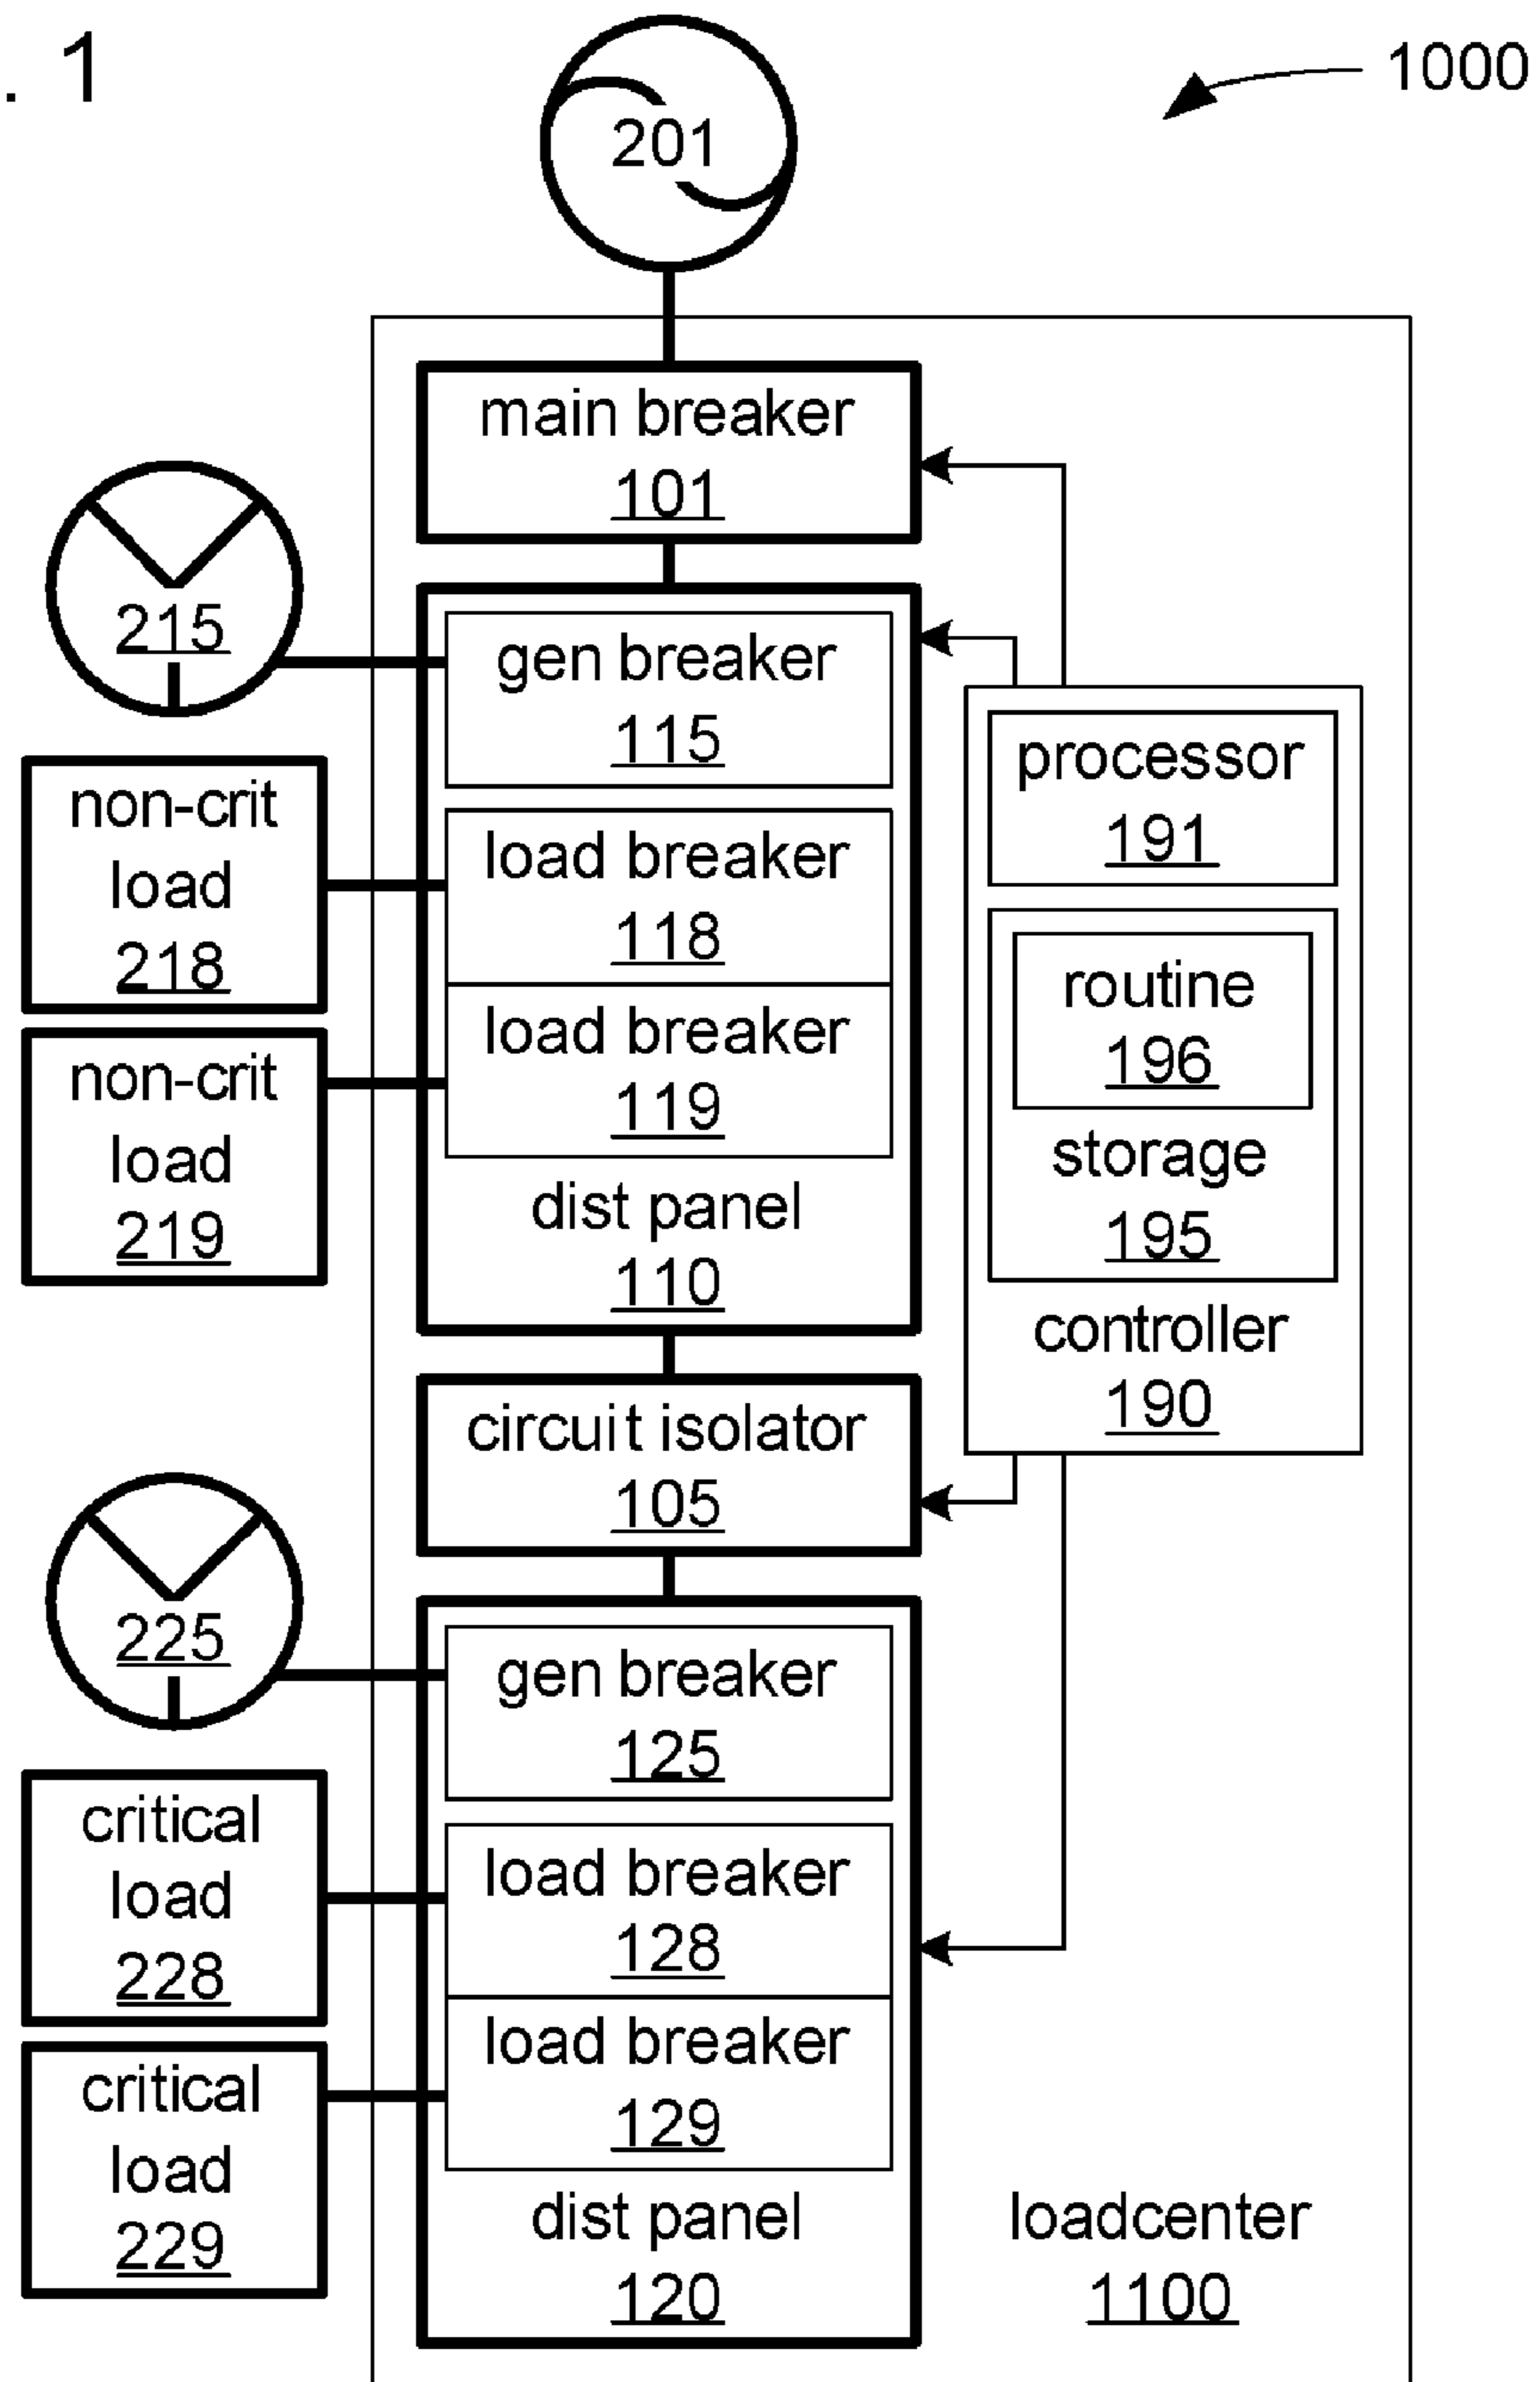 . 1
1000
201
main breaker
101
215
gen breaker
115
non-crit
load
218
load breaker
118
non-crit
load
219
load breaker
119
dist panel
110
processor
191
routine
196
storage
195
controller
190
circuit isolator
105
225
gen breaker
125
critical
load
228
load breaker
128
critical
load
229
load breaker
129
dist panel
120
loadcenter
1100